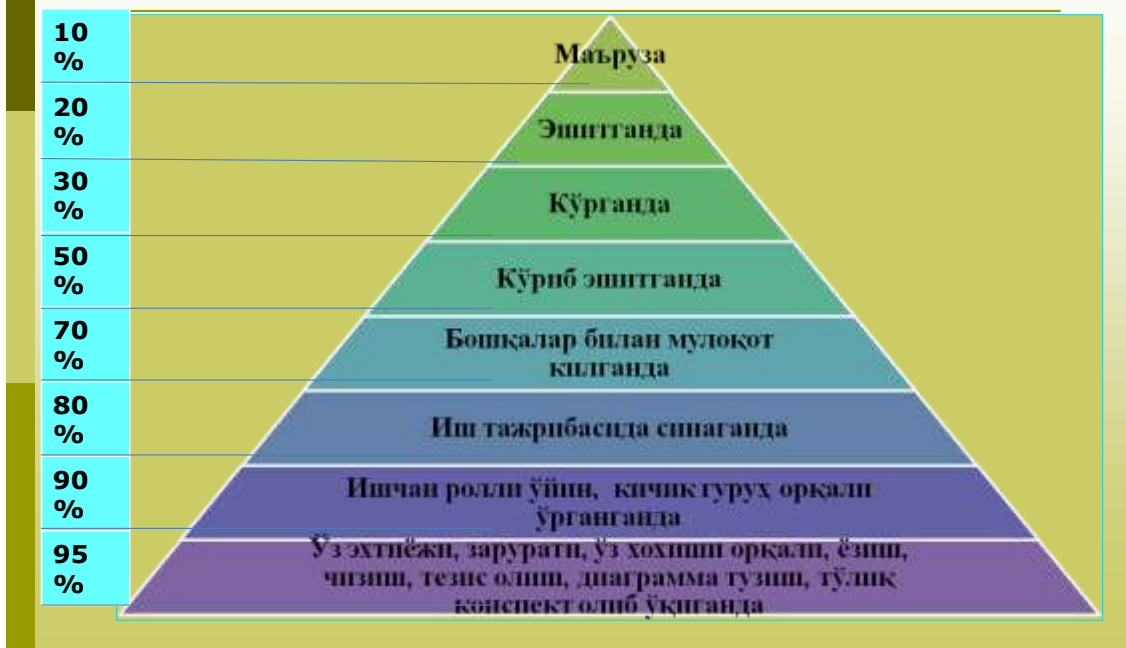 10
%
Маъруза
20
%
Эшитганда
30
%
Кўрганда
50
%
Кўриб эшитганда
70
%
Бошқалар билан мулоқот
килганда
80
%
Иш тажрибасида синаганда
90
%
Ишчан ролли ўйин, кичик гуруҳ орқали
ўрганганда
95
%
Ўз эҳтиёжи, зарурати, ўз хохиши орқали, ёзиш,
чизиш, тезис олиш, диаграмма тузиш, тўлиқ
конспект олиб ўқиганда